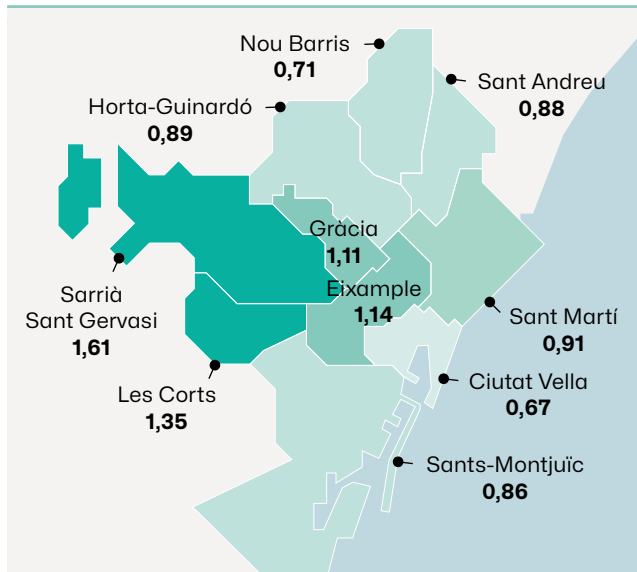 Nou Barris
0,71
Sant Andreu
0,88
Horta-Guinardó
0,89
Gràcia
1,11
Eixample
1,14
Sarrià
Sant Gervasi
1,61
Sant Martí
0,91
Les Corts
1,35
Ciutat Vella
0,67
Sants-Montjuïc
0,86